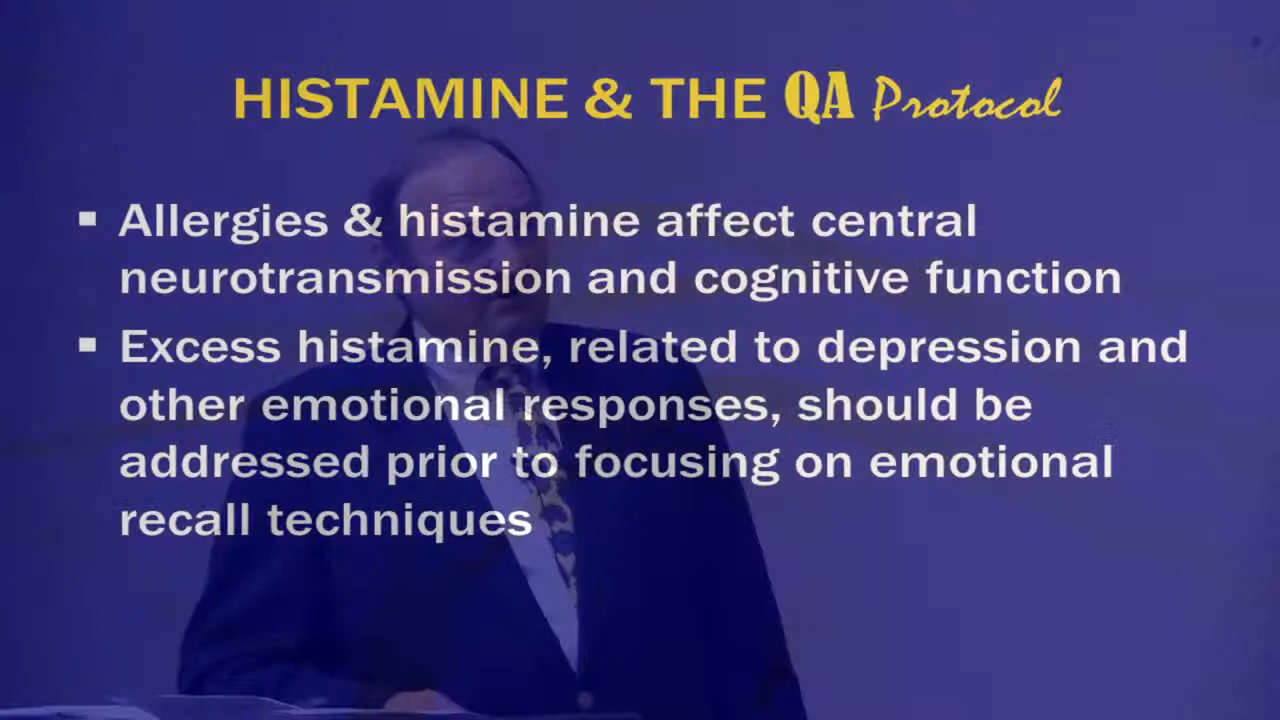 HISTAMINE & THE QA Protocol
▪ Allergies & histamine affect central
neurotransmission and cognitive function
▪ Excess histamine, related to depression and
other emotional responses, should be
addressed prior to focusing on emotional
recall techniques